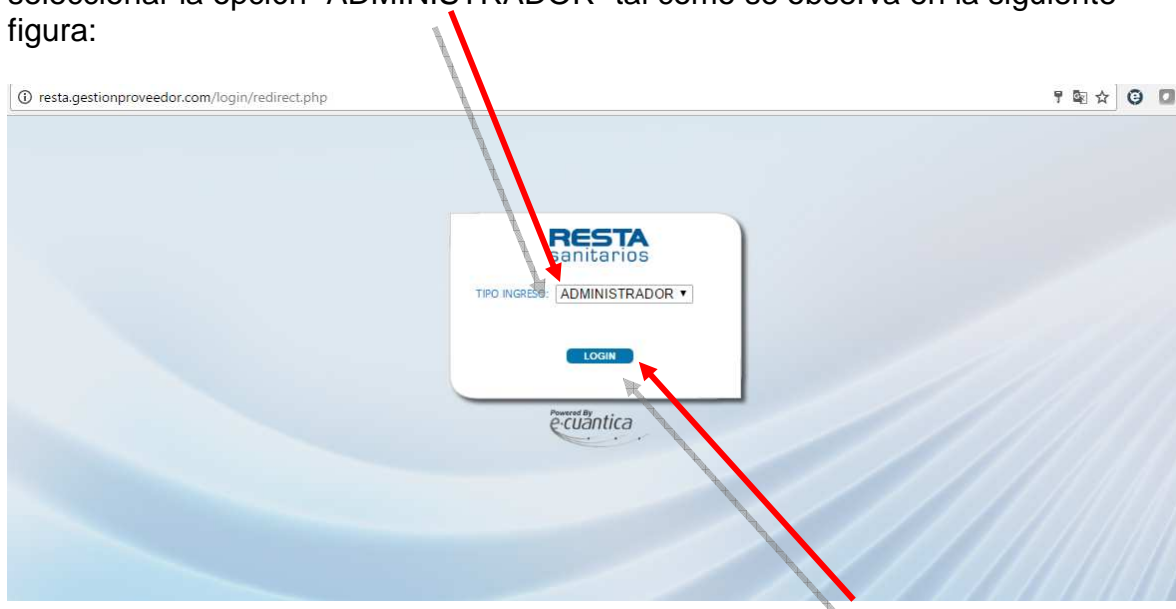 seleccionar la opción "ADMINISTRADOR" tal como se observa en la siguiente
figura:
resta.gestionproveedor.com/login/redirect.php
RESTA
sanitarios
TIPO INGRESO: ADMINISTRADOR
LOGIN
Powered By
e·cuántica